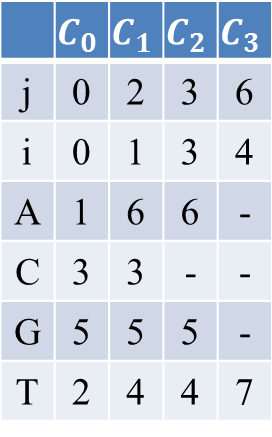 C₀ C₁ C₂ C₃
j 0 2 3 6
i 0 1 3 4
A 1 6 6 -
C 3 3 - -
G 5 5 5 -
T 2 4 4 7